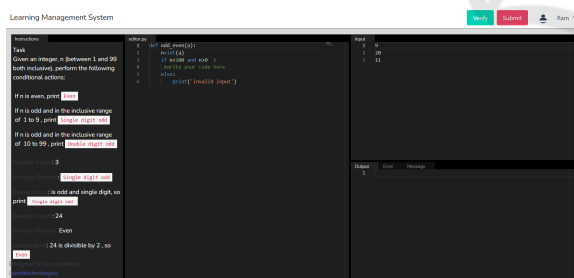 Learning Management System
Verify
Submit
Ram
Instructions
Task
Given an integer, n (between 1 and 99
both inclusive), perform the following
conditional actions:
If n is even, print Even
If n is odd and in the inclusive range
of 1 to 9 , print Single digit odd
If n is odd and in the inclusive range
of 10 to 99 , print Double digit odd
Sample Input : 3
Sample Output : Single digit odd
Explanation : is odd and single digit, so
print Single digit odd
Sample Input : 24
Sample Output : Even
Explanation : 24 is divisible by 2 , so
Even
editor.py
1 def odd_even(a):
2 n=int(a)
3 if n<100 and n>0 :
4 #write your code here
5 else:
6 print('invalid input')
Input
1 9
2 20
3 11
Output Error Message
1